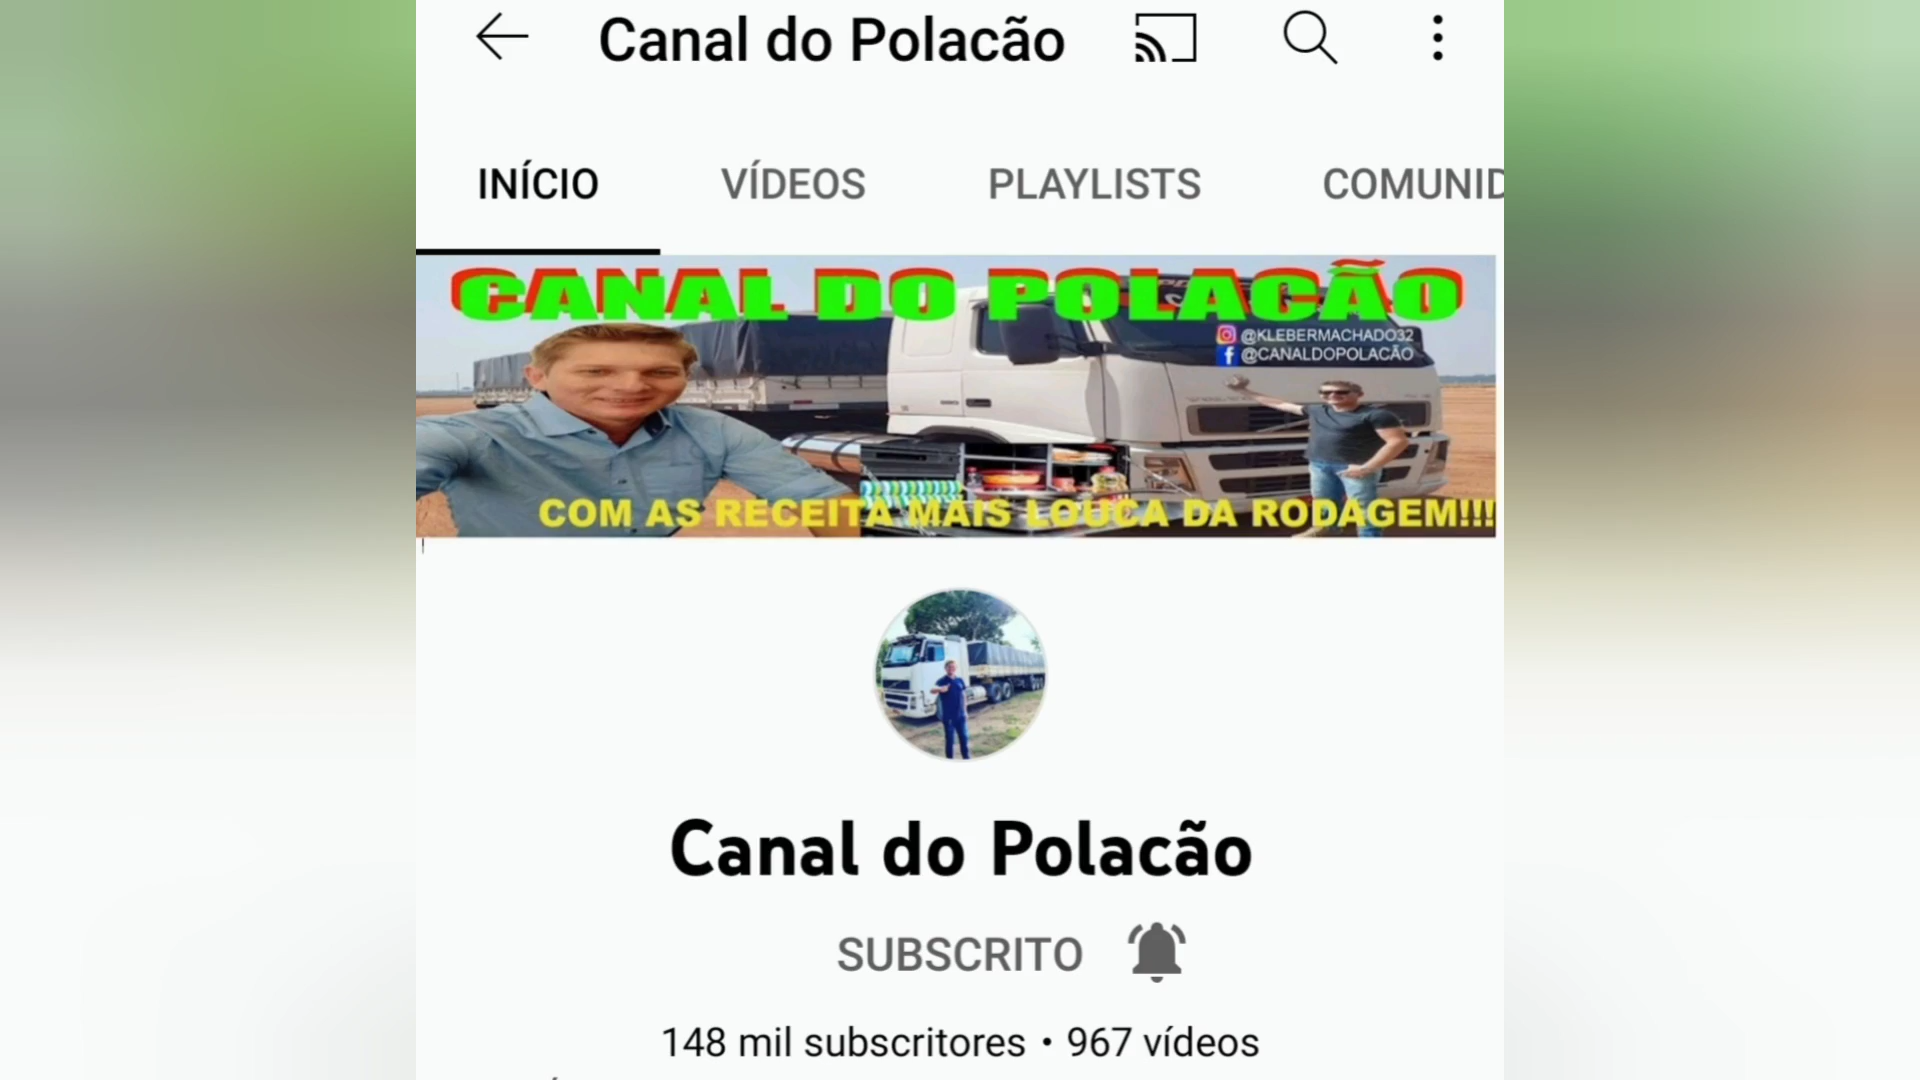 Canal do Polacão
INÍCIO VÍDEOS PLAYLISTS COMUNID
CANAL DO POLACÃO
@KLEBERMACHADO32
@CANALDOPOLACÃO
COM AS RECEITA MAIS LOUCA DA RODAGEM!!!
Canal do Polacão
SUBSCRITO
148 mil subscritores • 967 vídeos